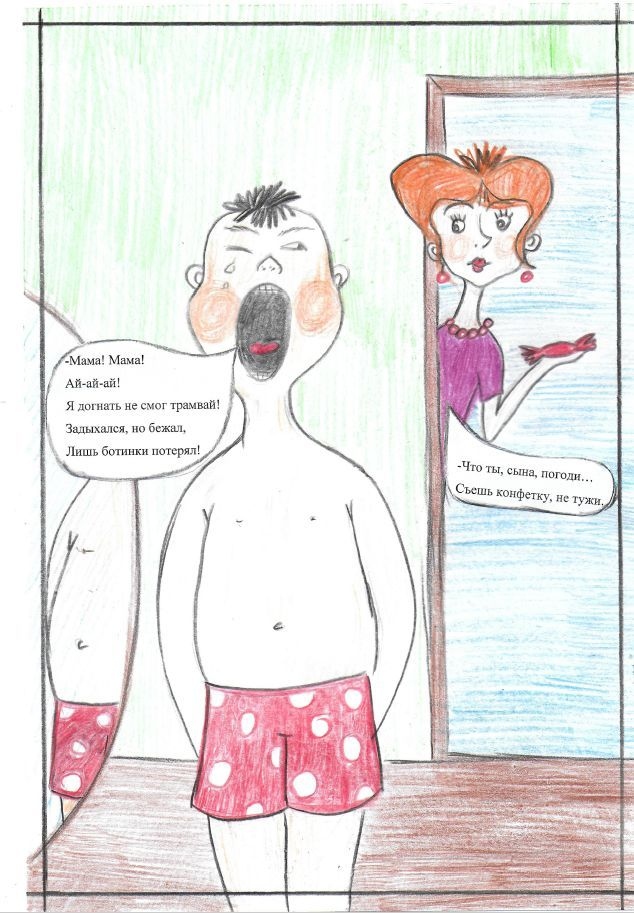 -Мама! Мама!
Ай-ай-ай!
Я догнать не смог трамвай!
Задыхался, но бежал,
Лишь ботинки потерял!
-Что ты, сына, погоди…
Съешь конфетку, не тужи.